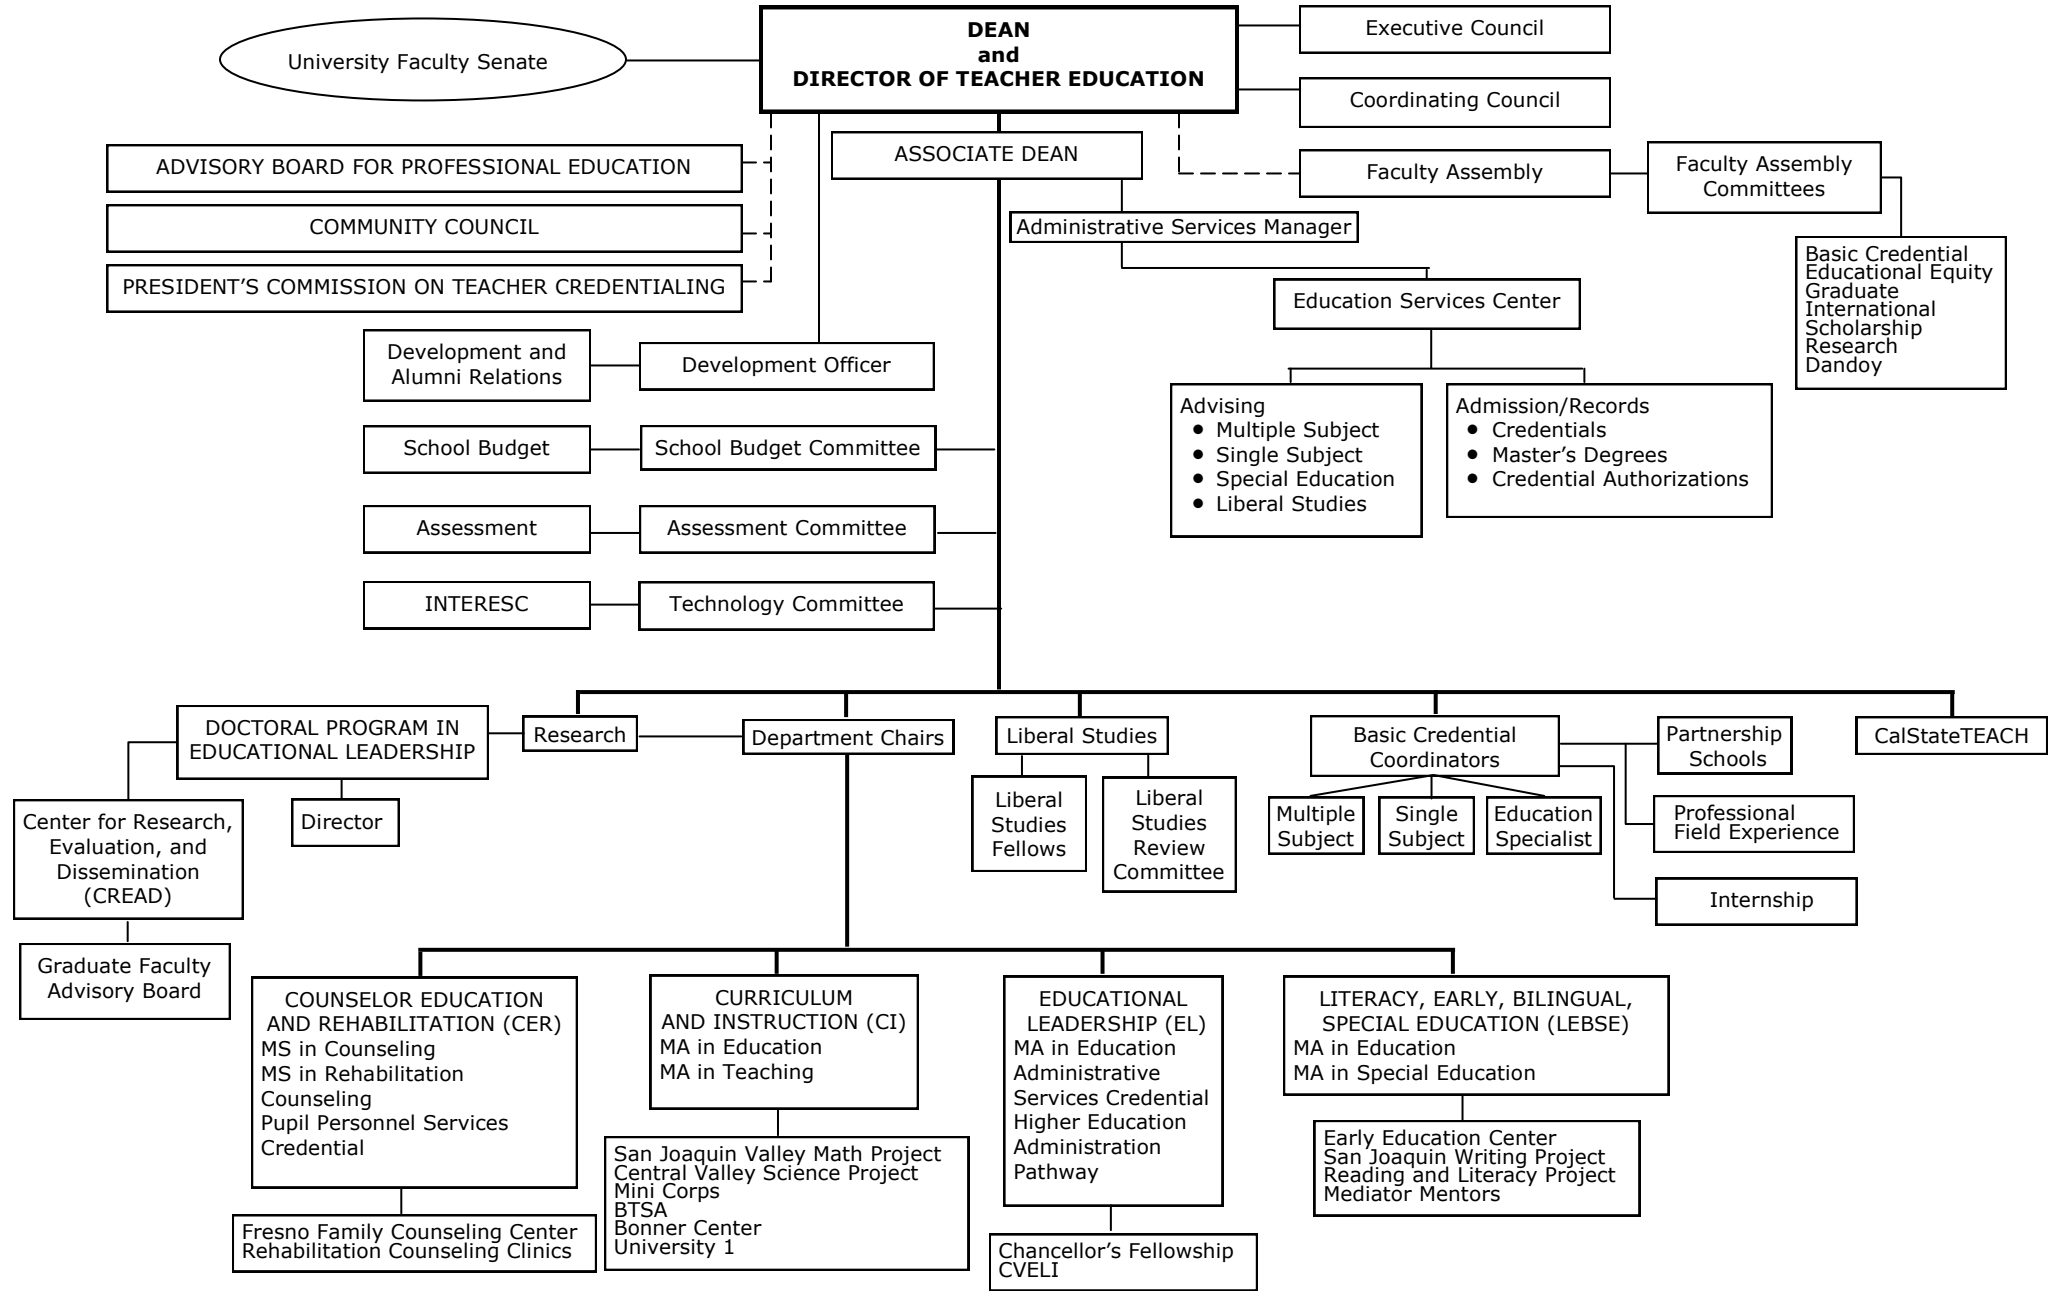 DEAN
and
DIRECTOR OF TEACHER EDUCATION
University Faculty Senate
Executive Council
Coordinating Council
ASSOCIATE DEAN
Faculty Assembly
Faculty Assembly
Committees
ADVISORY BOARD FOR PROFESSIONAL EDUCATION
COMMUNITY COUNCIL
PRESIDENT’S COMMISSION ON TEACHER CREDENTIALING
Administrative Services Manager
Basic Credential
Educational Equity
Graduate
International
Scholarship
Research
Dandoy
Education Services Center
Development and
Alumni Relations
Development Officer
Advising
• Multiple Subject
• Single Subject
• Special Education
• Liberal Studies
Admission/Records
• Credentials
• Master’s Degrees
• Credential Authorizations
School Budget
School Budget Committee
Assessment
Assessment Committee
INTERESC
Technology Committee
DOCTORAL PROGRAM IN
EDUCATIONAL LEADERSHIP
Research
Department Chairs
Liberal Studies
Basic Credential
Coordinators
Partnership
Schools
CalStateTEACH
Center for Research,
Evaluation, and
Dissemination
(CREAD)
Director
Liberal
Studies
Fellows
Liberal
Studies
Review
Committee
Multiple
Subject
Single
Subject
Education
Specialist
Professional
Field Experience
Internship
Graduate Faculty
Advisory Board
COUNSELOR EDUCATION
AND REHABILITATION (CER)
MS in Counseling
MS in Rehabilitation
Counseling
Pupil Personnel Services
Credential
CURRICULUM
AND INSTRUCTION (CI)
MA in Education
MA in Teaching
EDUCATIONAL
LEADERSHIP (EL)
MA in Education
Administrative
Services Credential
Higher Education
Administration
Pathway
LITERACY, EARLY, BILINGUAL,
SPECIAL EDUCATION (LEBSE)
MA in Education
MA in Special Education
Fresno Family Counseling Center
Rehabilitation Counseling Clinics
San Joaquin Valley Math Project
Central Valley Science Project
Mini Corps
BTSA
Bonner Center
University 1
Chancellor’s Fellowship
CVELI
Early Education Center
San Joaquin Writing Project
Reading and Literacy Project
Mediator Mentors